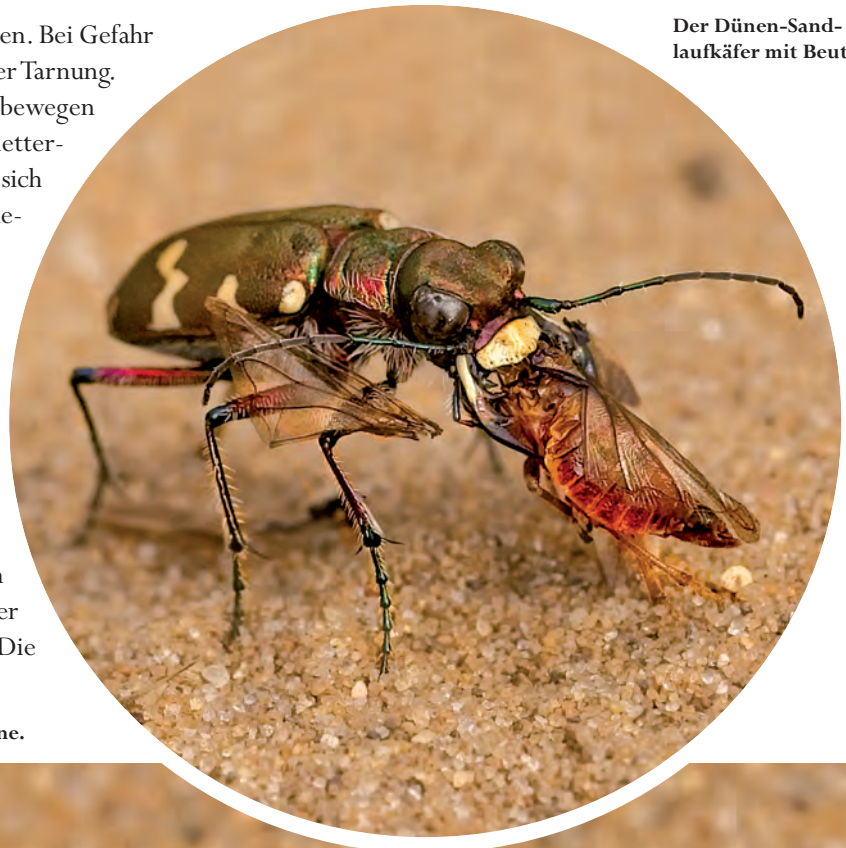 en. Bei Gefahr
er Tarnung.
bewegen
etter-
sich
e-
n
er
Die
ne.
Der Dünen-Sand-
laufkäfer mit Beut